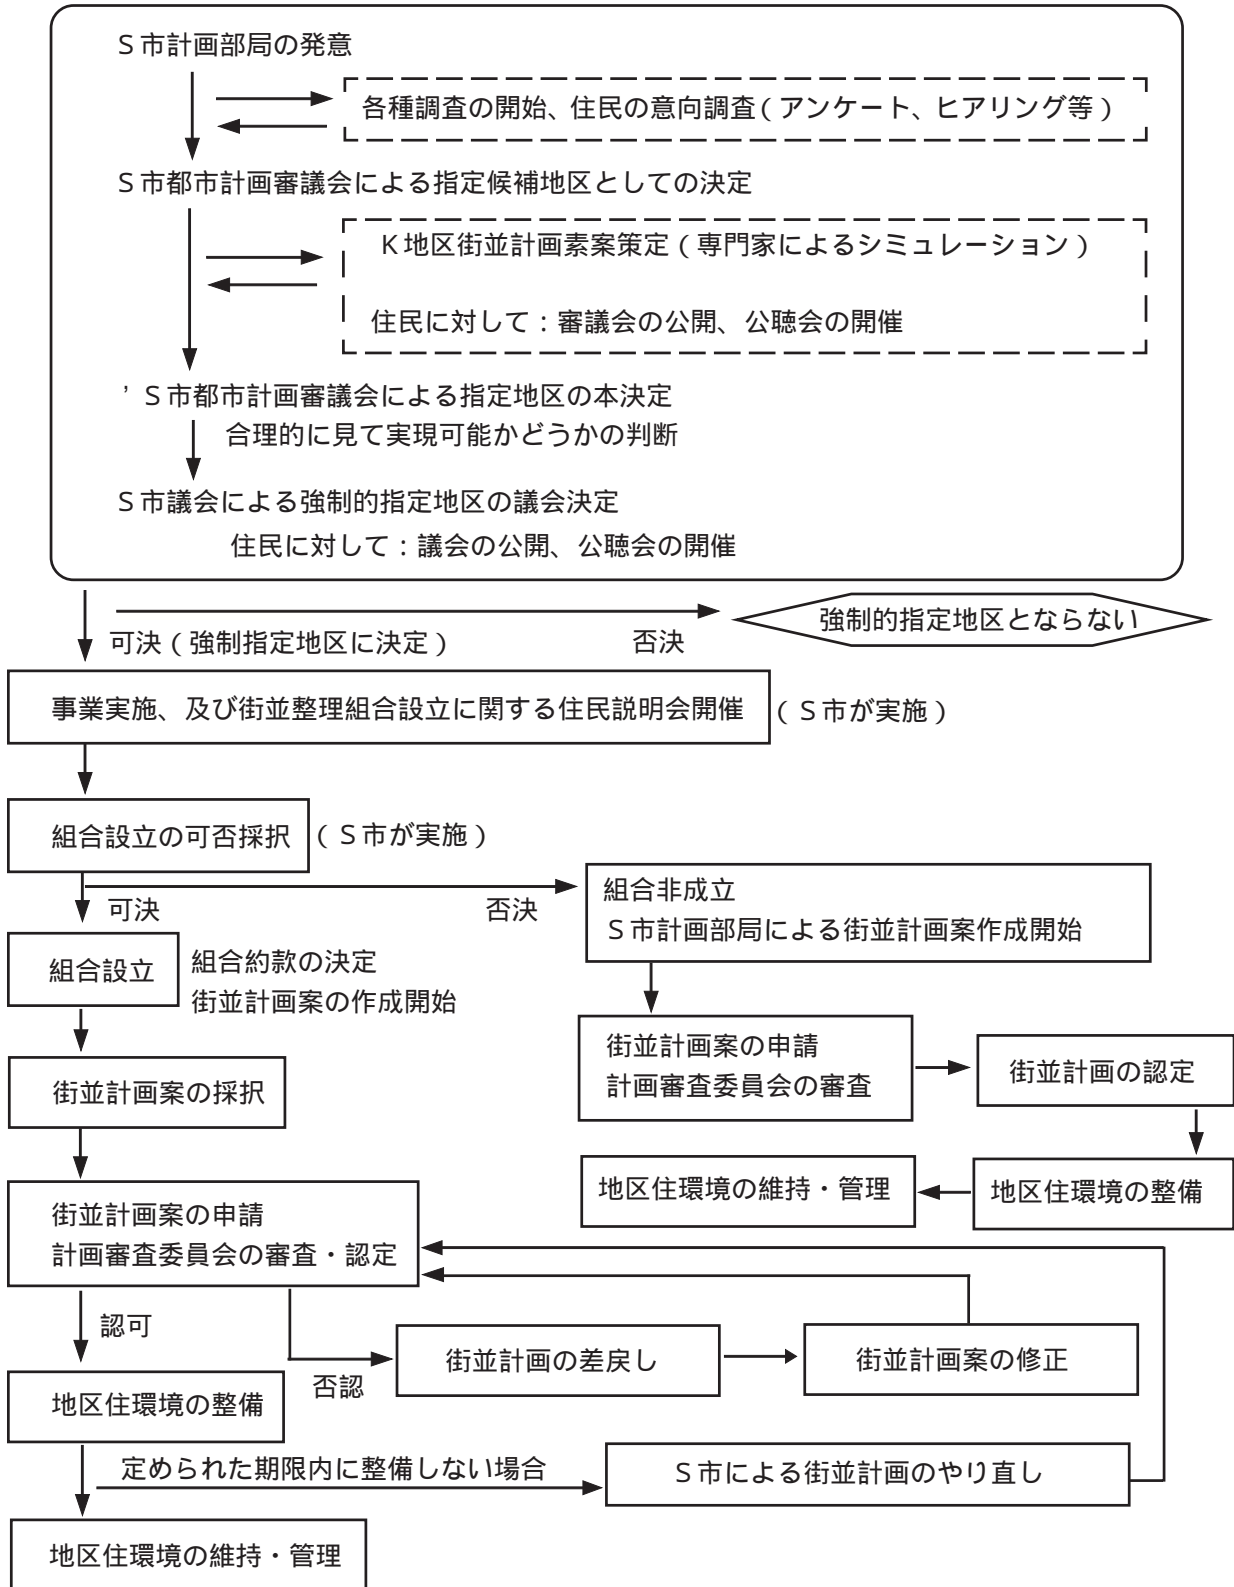 Ｓ市計画部局の発意
各種調査の開始、住民の意向調査（アンケート、ヒアリング等）
Ｓ市都市計画審議会による指定候補地区としての決定
Ｋ地区街並計画素案策定（専門家によるシミュレーション）
住民に対して：審議会の公開、公聴会の開催
’Ｓ市都市計画審議会による指定地区の本決定
合理的に見て実現可能かどうかの判断
Ｓ市議会による強制的指定地区の議会決定
住民に対して：議会の公開、公聴会の開催
可決（強制指定地区に決定）
否決
強制的指定地区とならない
事業実施、及び街並整理組合設立に関する住民説明会開催
（Ｓ市が実施）
組合設立の可否採択
（Ｓ市が実施）
可決
否決
組合非成立
Ｓ市計画部局による街並計画案作成開始
組合設立
組合約款の決定
街並計画案の作成開始
街並計画案の申請
計画審査委員会の審査
街並計画の認定
街並計画案の採択
地区住環境の維持・管理
地区住環境の整備
街並計画案の申請
計画審査委員会の審査・認定
認可
否認
街並計画の差戻し
街並計画案の修正
地区住環境の整備
定められた期限内に整備しない場合
Ｓ市による街並計画のやり直し
地区住環境の維持・管理